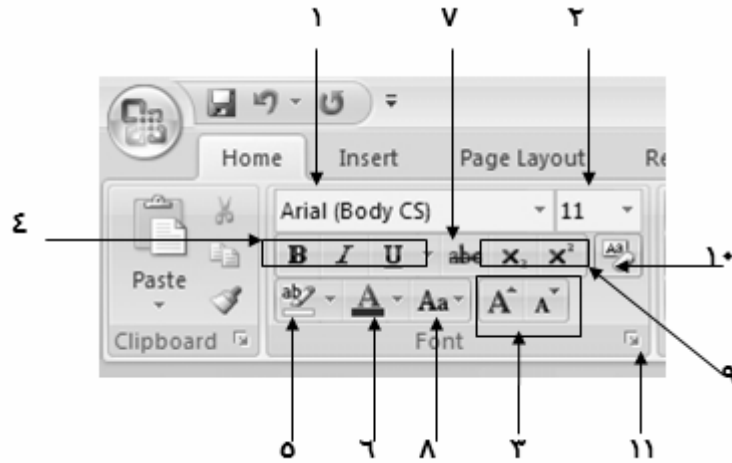 ١ ٧ ٢
Home Insert Page Layout Re
Arial (Body CS) 11
٤
B I U abc X₂ X² Aa ١٠
Paste
ab A Aa A A
Clipboard Font
٩
٥ ٦ ٨ ٣ ١١